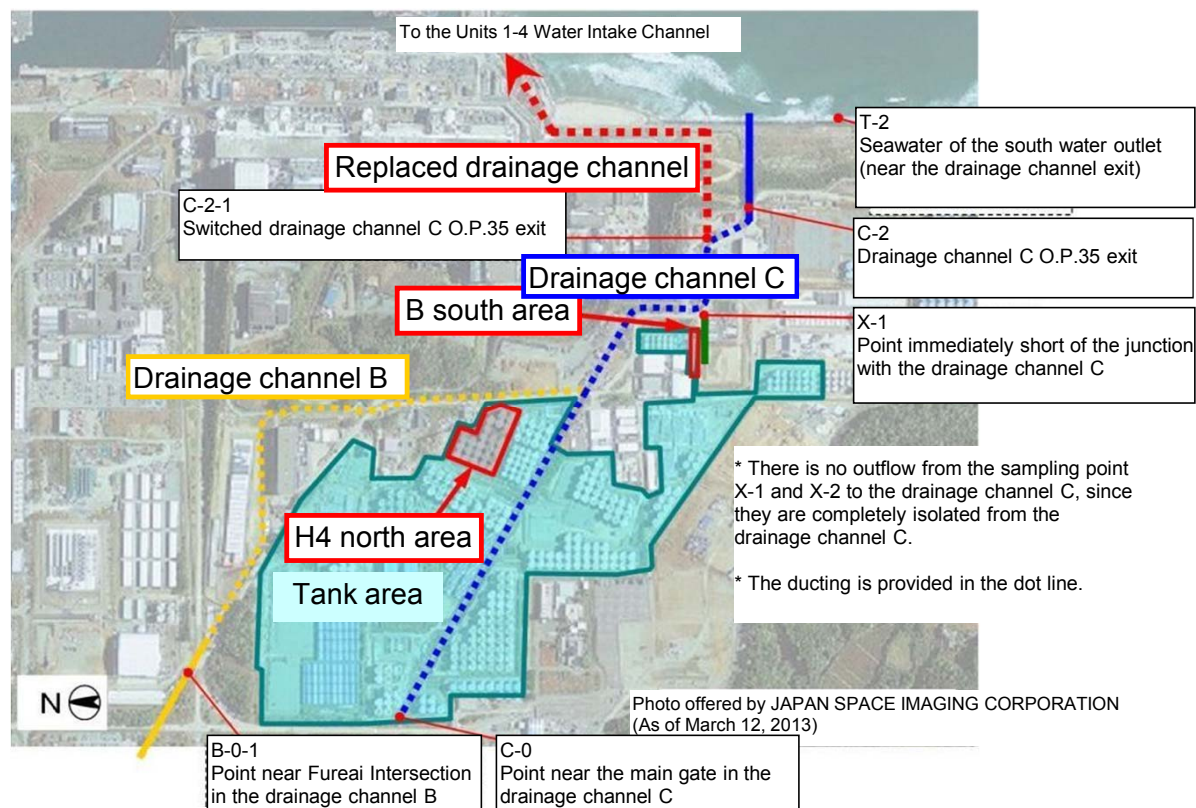 To the Units 1-4 Water Intake Channel
T-2
Seawater of the south water outlet
(near the drainage channel exit)
Replaced drainage channel
C-2-1
Switched drainage channel C O.P.35 exit
C-2
Drainage channel C O.P.35 exit
Drainage channel C
B south area
X-1
Point immediately short of the junction
with the drainage channel C
Drainage channel B
* There is no outflow from the sampling point
X-1 and X-2 to the drainage channel C, since
they are completely isolated from the
drainage channel C.
* The ducting is provided in the dot line.
H4 north area
Tank area
N
Photo offered by JAPAN SPACE IMAGING CORPORATION
(As of March 12, 2013)
B-0-1
Point near Fureai Intersection
in the drainage channel B
C-0
Point near the main gate in the
drainage channel C